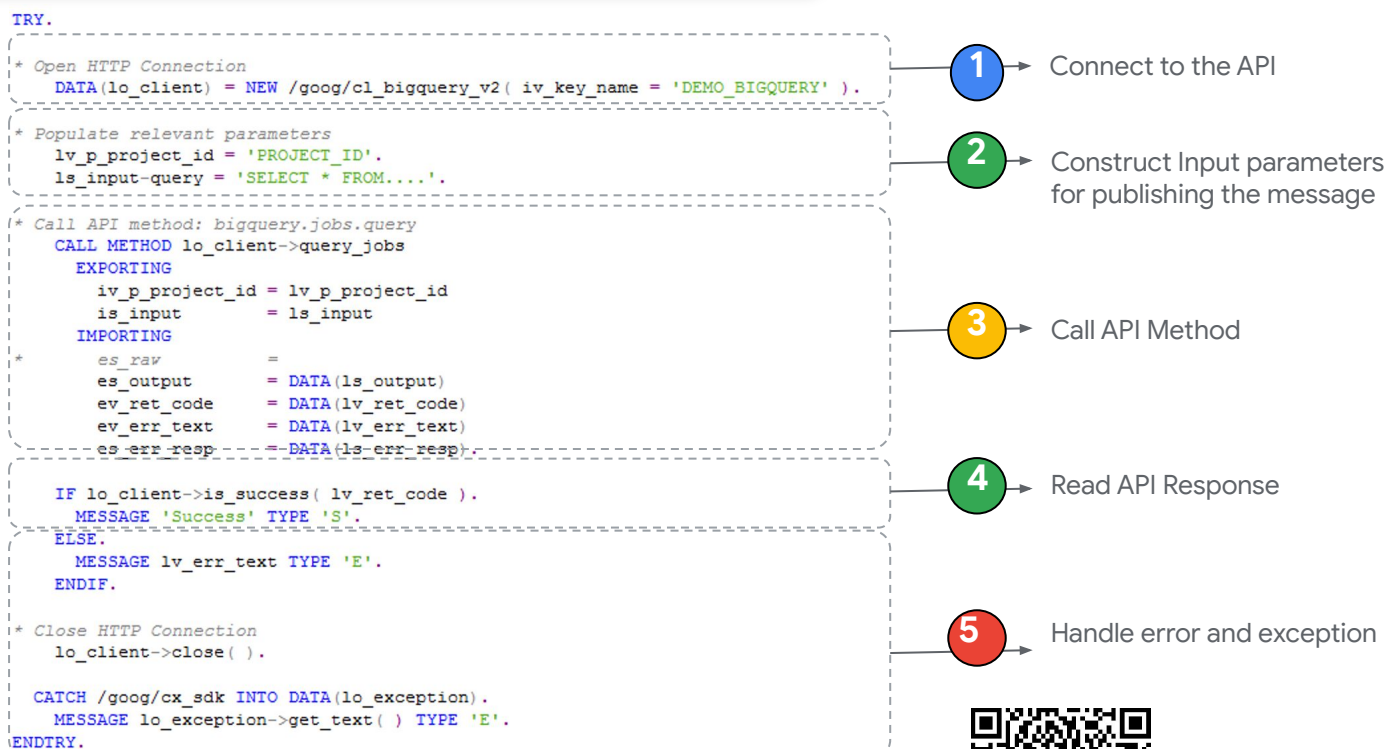 TRY.
* Open HTTP Connection
DATA(lo_client) = NEW /goog/cl_bigquery_v2( iv_key_name = 'DEMO_BIGQUERY' ).
* Populate relevant parameters
lv_p_project_id = 'PROJECT_ID'.
ls_input-query = 'SELECT * FROM....'.
* Call API method: bigquery.jobs.query
CALL METHOD lo_client->query_jobs
EXPORTING
iv_p_project_id = lv_p_project_id
is_input = ls_input
IMPORTING
* es_raw =
es_output = DATA(ls_output)
ev_ret_code = DATA(lv_ret_code)
ev_err_text = DATA(lv_err_text)
es_err_resp = DATA(ls_err_resp).
IF lo_client->is_success( lv_ret_code ).
MESSAGE 'Success' TYPE 'S'.
ELSE.
MESSAGE lv_err_text TYPE 'E'.
ENDIF.
* Close HTTP Connection
lo_client->close( ).
CATCH /goog/cx_sdk INTO DATA(lo_exception).
MESSAGE lo_exception->get_text( ) TYPE 'E'.
ENDTRY.
1 Connect to the API
2 Construct Input parameters
for publishing the message
3 Call API Method
4 Read API Response
5 Handle error and exception